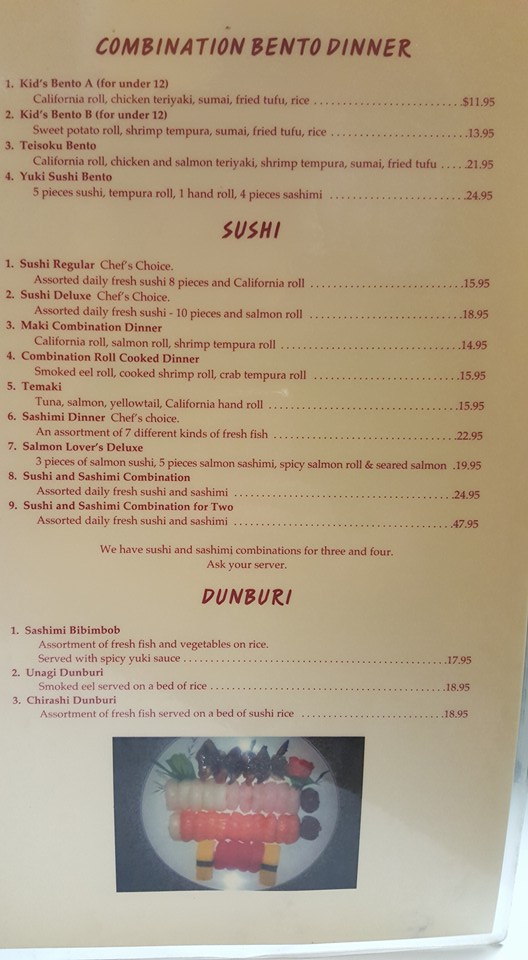 COMBINATION BENTO DINNER
1. Kid's Bento A (for under 12)
California roll, chicken teriyaki, sumai, fried tufu, rice ........................................$11.95
2. Kid's Bento B (for under 12)
Sweet potato roll, shrimp tempura, sumai, fried tufu, rice ....................................13.95
3. Teisoku Bento
California roll, chicken and salmon teriyaki, shrimp tempura, sumai, fried tufu .....21.95
4. Yuki Sushi Bento
5 pieces sushi, tempura roll, 1 hand roll, 4 pieces sashimi ....................................24.95
SUSHI
1. Sushi Regular Chef's Choice.
Assorted daily fresh sushi 8 pieces and California roll ........................................15.95
2. Sushi Deluxe Chef's Choice.
Assorted daily fresh sushi - 10 pieces and salmon roll ........................................18.95
3. Maki Combination Dinner
California roll, salmon roll, shrimp tempura roll ................................................14.95
4. Combination Roll Cooked Dinner
Smoked eel roll, cooked shrimp roll, crab tempura roll ........................................15.95
5. Temaki
Tuna, salmon, yellowtail, California hand roll ....................................................15.95
6. Sashimi Dinner Chef's choice.
An assortment of 7 different kinds of fresh fish ................................................22.95
7. Salmon Lover's Deluxe
3 pieces of salmon sushi, 5 pieces salmon sashimi, spicy salmon roll & seared salmon .19.95
8. Sushi and Sashimi Combination
Assorted daily fresh sushi and sashimi ............................................................24.95
9. Sushi and Sashimi Combination for Two
Assorted daily fresh sushi and sashimi ............................................................47.95
We have sushi and sashimi combinations for three and four.
Ask your server.
DUNBURI
1. Sashimi Bibimbob
Assortment of fresh fish and vegetables on rice.
Served with spicy yuki sauce ............................................................17.95
2. Unagi Dunburi
Smoked eel served on a bed of rice ....................................................18.95
3. Chirashi Dunburi
Assortment of fresh fish served on a bed of sushi rice ................................18.95